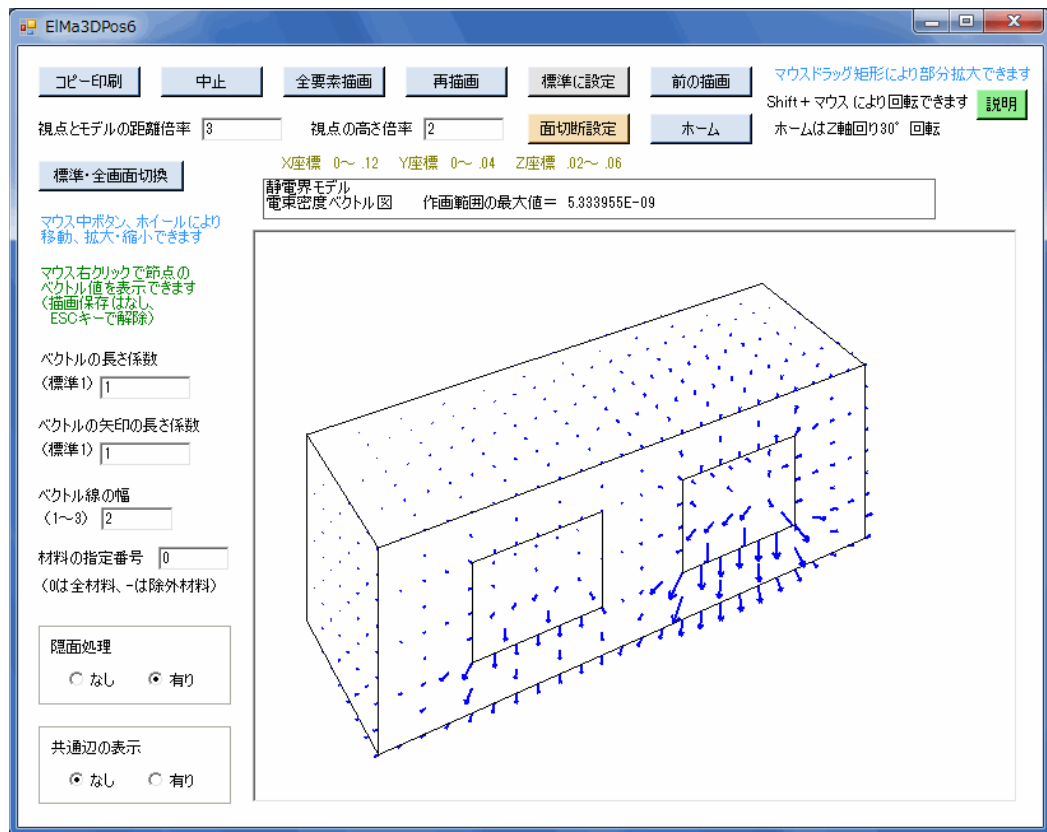 ElMa3DPos6
コピー印刷 中止 全要素描画 再描画 標準に設定 前の描画 マウスドラッグ矩形により部分拡大できます
Shift+マウスにより回転できます 説明
視点とモデルの距離倍率 3 視点の高さ倍率 2 面切断設定 ホーム ホームはZ軸回り30° 回転
標準・全画面切換
X座標 0～ .12 Y座標 0～ .04 Z座標 .02～ .06
静電界モデル
電束密度ベクトル図 作画範囲の最大値＝ 5.333955E-09
マウス中ボタン、ホイールにより
移動、拡大・縮小できます
マウス右クリックで節点の
ベクトル値を表示できます
(描画保存はなし、
ESCキーで解除)
ベクトルの長さ係数
(標準1) 1
ベクトルの矢印の長さ係数
(標準1) 1
ベクトル線の幅
(1～3) 2
材料の指定番号 0
(0は全材料、-は除外材料)
隠面処理
なし 有り
共通辺の表示
なし 有り